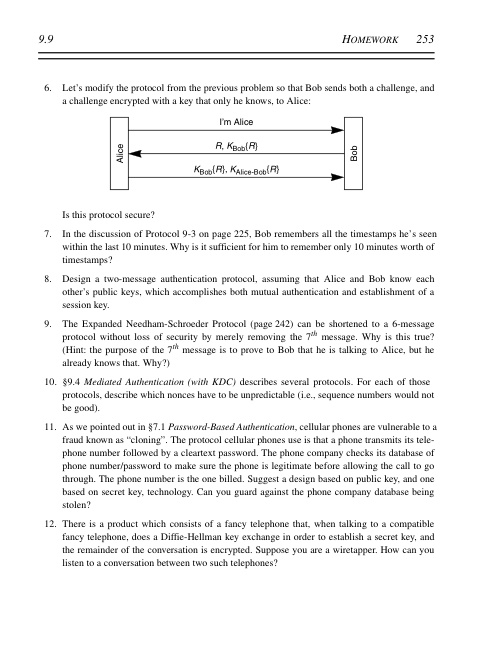 9.9 HOMEWORK 253
6. Let's modify the protocol from the previous problem so that Bob sends both a challenge, and
a challenge encrypted with a key that only he knows, to Alice:
I'm Alice
R, KBob{R}
KBob{R}, KAlice-Bob{R}
Alice
Bob
Is this protocol secure?
7. In the discussion of Protocol 9-3 on page 225, Bob remembers all the timestamps he's seen
within the last 10 minutes. Why is it sufficient for him to remember only 10 minutes worth of
timestamps?
8. Design a two-message authentication protocol, assuming that Alice and Bob know each
other's public keys, which accomplishes both mutual authentication and establishment of a
session key.
9. The Expanded Needham-Schroeder Protocol (page 242) can be shortened to a 6-message
protocol without loss of security by merely removing the 7th message. Why is this true?
(Hint: the purpose of the 7th message is to prove to Bob that he is talking to Alice, but he
already knows that. Why?)
10. §9.4 Mediated Authentication (with KDC) describes several protocols. For each of those
protocols, describe which nonces have to be unpredictable (i.e., sequence numbers would not
be good).
11. As we pointed out in §7.1 Password-Based Authentication, cellular phones are vulnerable to a
fraud known as "cloning". The protocol cellular phones use is that a phone transmits its tele-
phone number followed by a cleartext password. The phone company checks its database of
phone number/password to make sure the phone is legitimate before allowing the call to go
through. The phone number is the one billed. Suggest a design based on public key, and one
based on secret key, technology. Can you guard against the phone company database being
stolen?
12. There is a product which consists of a fancy telephone that, when talking to a compatible
fancy telephone, does a Diffie-Hellman key exchange in order to establish a secret key, and
the remainder of the conversation is encrypted. Suppose you are a wiretapper. How can you
listen to a conversation between two such telephones?